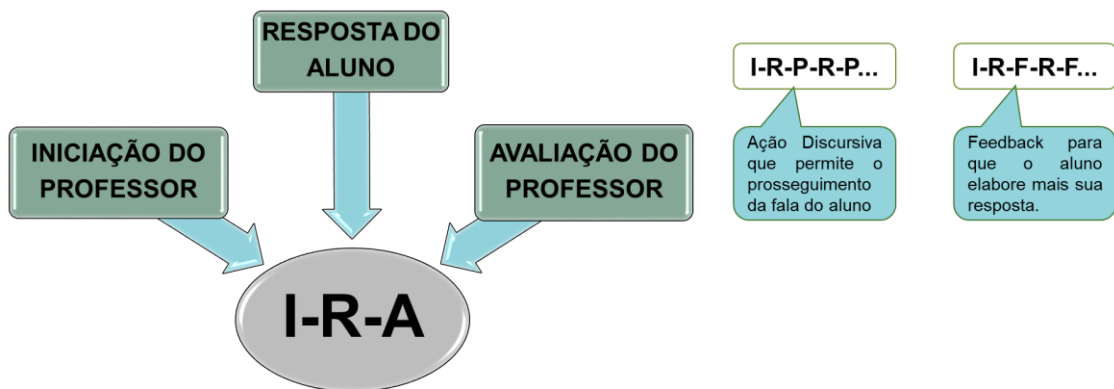 RESPOSTA DO
ALUNO
INICIAÇÃO DO
PROFESSOR
AVALIAÇÃO DO
PROFESSOR
I-R-A
I-R-P-R-P...
Ação Discursiva
que permite o
prosseguimento
da fala do aluno
I-R-F-R-F...
Feedback para
que o aluno
elabore mais sua
resposta.